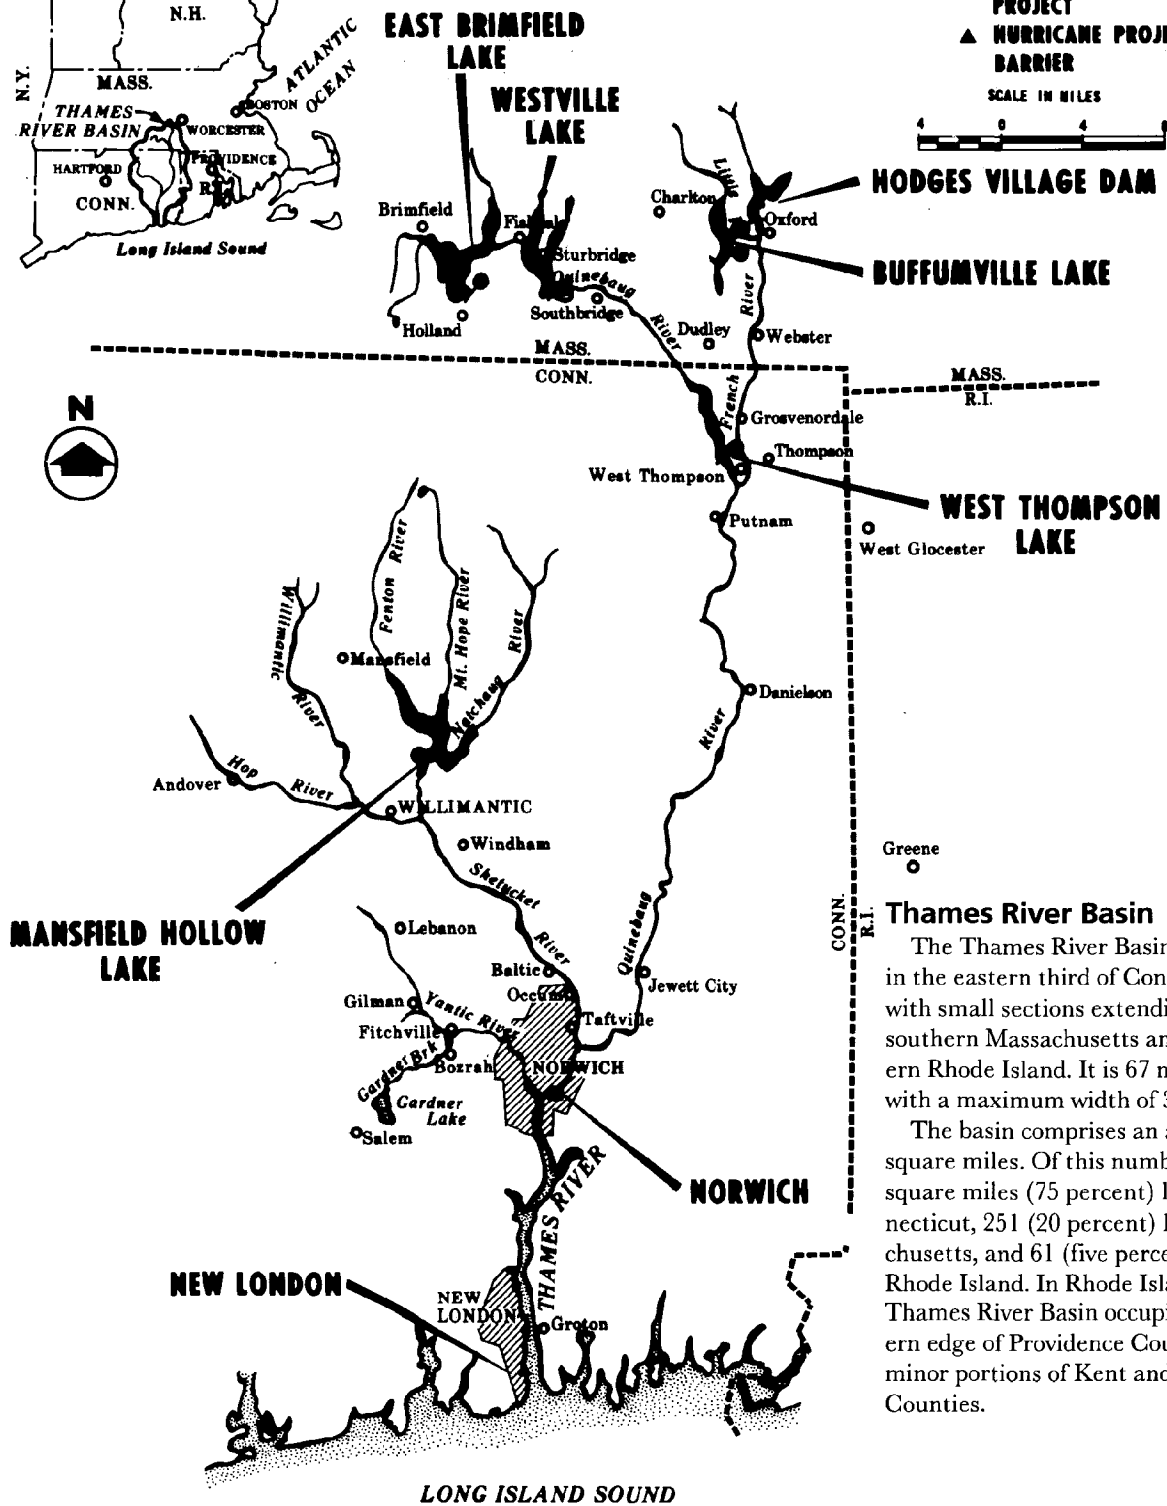 N.H.
N.Y.
MASS.
ATLANTIC
OCEAN
BOSTON
THAMES
RIVER BASIN
WORCESTER
HARTFORD
PROVIDENCE
CONN.
R.I.
Long Island Sound
EAST BRIMFIELD
LAKE
WESTVILLE
LAKE
PROJECT
▲ HURRICANE PROJ
BARRIER
SCALE IN MILES
4 0 4 8
HODGES VILLAGE DAM
Charlton
Little
Oxford
BUFFUMVILLE LAKE
Brimfield
Sturbridge
Quinebaug
River
Southbridge
Holland
Dudley
River
Webster
MASS.
CONN.
MASS.
R.I.
N
French
Grosvenordale
Thompson
West Thompson
WEST THOMPSON
LAKE
Putnam
West Glocester
Fenton River
Mt. Hope River
Natchaug
River
Willimantic
River
Mansfield
Danielson
River
Hop
River
Andover
WILLIMANTIC
Windham
Greene
Shetucket
River
MANSFIELD HOLLOW
LAKE
Lebanon
Quinebaug
CONN.
R.I.
Baltic
Occum
Jewett City
Gilman
Yantic River
Taftville
Fitchville
Gardner Brk
Bozrah
NORWICH
Gardner
Lake
Salem
THAMES RIVER
NORWICH
NEW LONDON
NEW
LONDON
Groton
LONG ISLAND SOUND
Thames River Basin
The Thames River Basin
in the eastern third of Con
with small sections extendi
southern Massachusetts an
ern Rhode Island. It is 67 m
with a maximum width of 3
The basin comprises an a
square miles. Of this numb
square miles (75 percent) l
necticut, 251 (20 percent) l
chusetts, and 61 (five perce
Rhode Island. In Rhode Isla
Thames River Basin occupi
ern edge of Providence Cou
minor portions of Kent and
Counties.